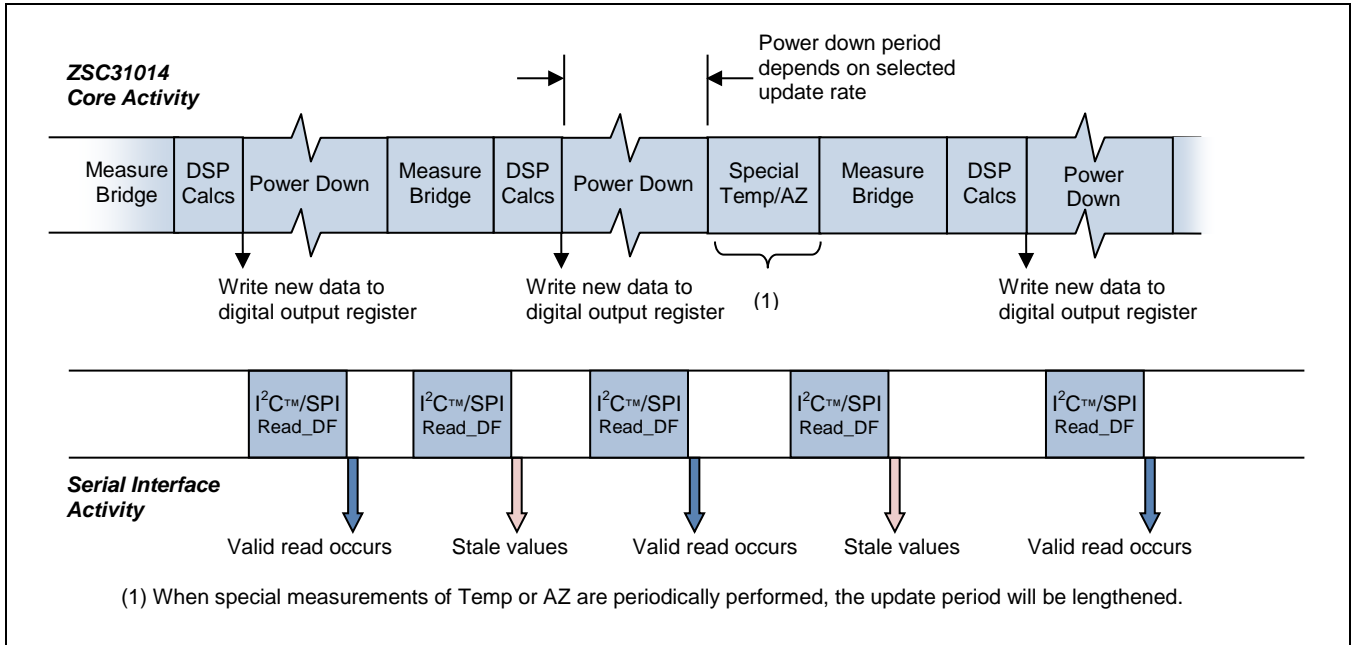 Power down period
depends on selected
update rate
ZSC31014
Core Activity
Measure
Bridge
DSP
Calcs
Power Down
Measure
Bridge
DSP
Calcs
Power Down
Special
Temp/AZ
Measure
Bridge
DSP
Calcs
Power
Down
Write new data to
digital output register
Write new data to
digital output register
(1)
Write new data to
digital output register
I²C™/SPI
Read_DF
I²C™/SPI
Read_DF
I²C™/SPI
Read_DF
I²C™/SPI
Read_DF
I²C™/SPI
Read_DF
Serial Interface
Activity
Valid read occurs
Stale values
Valid read occurs
Stale values
Valid read occurs
(1) When special measurements of Temp or AZ are periodically performed, the update period will be lengthened.